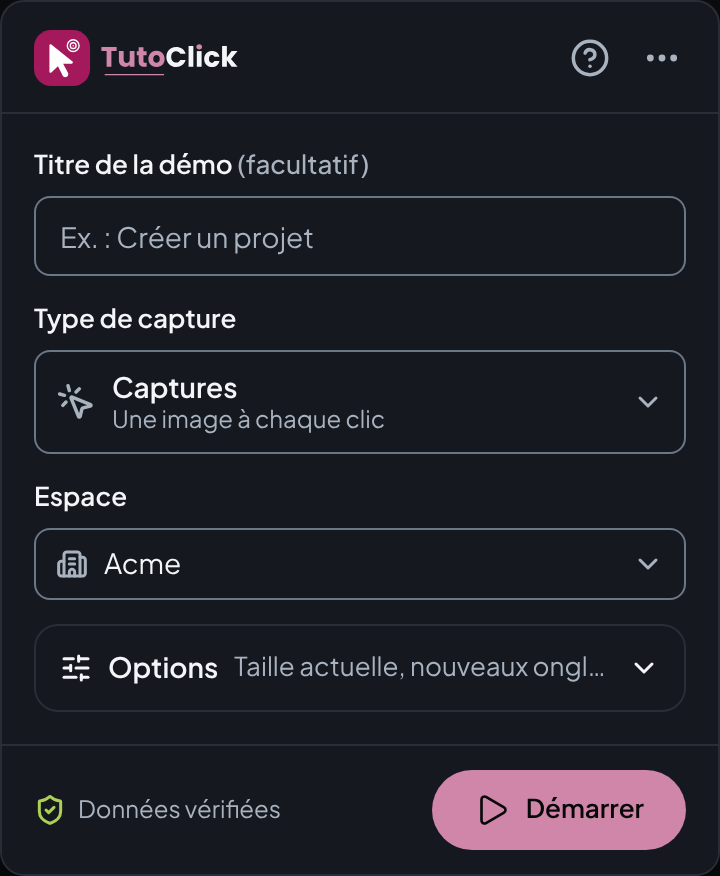 TutoClick
Titre de la démo (facultatif)
Ex. : Créer un projet
Type de capture
Captures
Une image à chaque clic
Espace
Acme
Options Taille actuelle, nouveaux ongl...
Données vérifiées
Démarrer